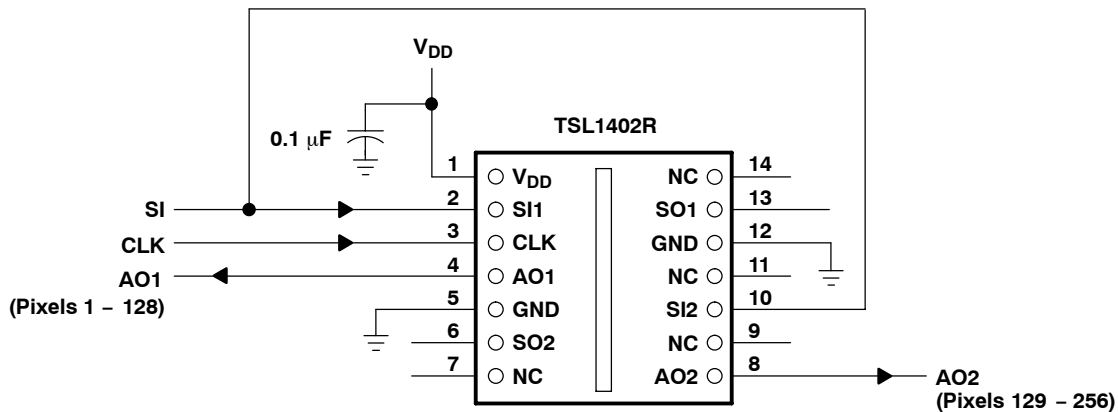 V_DD
0.1 μF
TSL1402R
1 V_DD NC 14
SI 2 SI1 SO1 13
CLK 3 CLK GND 12
AO1 4 AO1 NC 11
(Pixels 1 – 128)
5 GND SI2 10
6 SO2 NC 9
7 NC AO2 8 AO2
(Pixels 129 – 256)